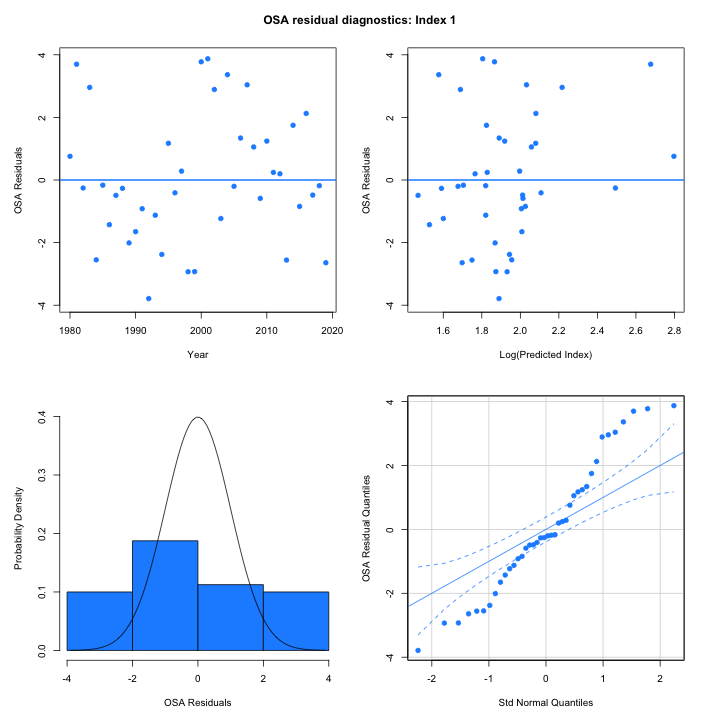 OSA residual diagnostics: Index 1
OSA Residuals
4
2
0
-2
-4
1980 1990 2000 2010 2020
Year
OSA Residuals
4
2
0
-2
-4
1.6 1.8 2.0 2.2 2.4 2.6 2.8
Log(Predicted Index)
Probability Density
0.4
0.3
0.2
0.1
0.0
-4 -2 0 2 4
OSA Residuals
OSA Residual Quantiles
4
2
0
-2
-4
-2 -1 0 1 2
Std Normal Quantiles